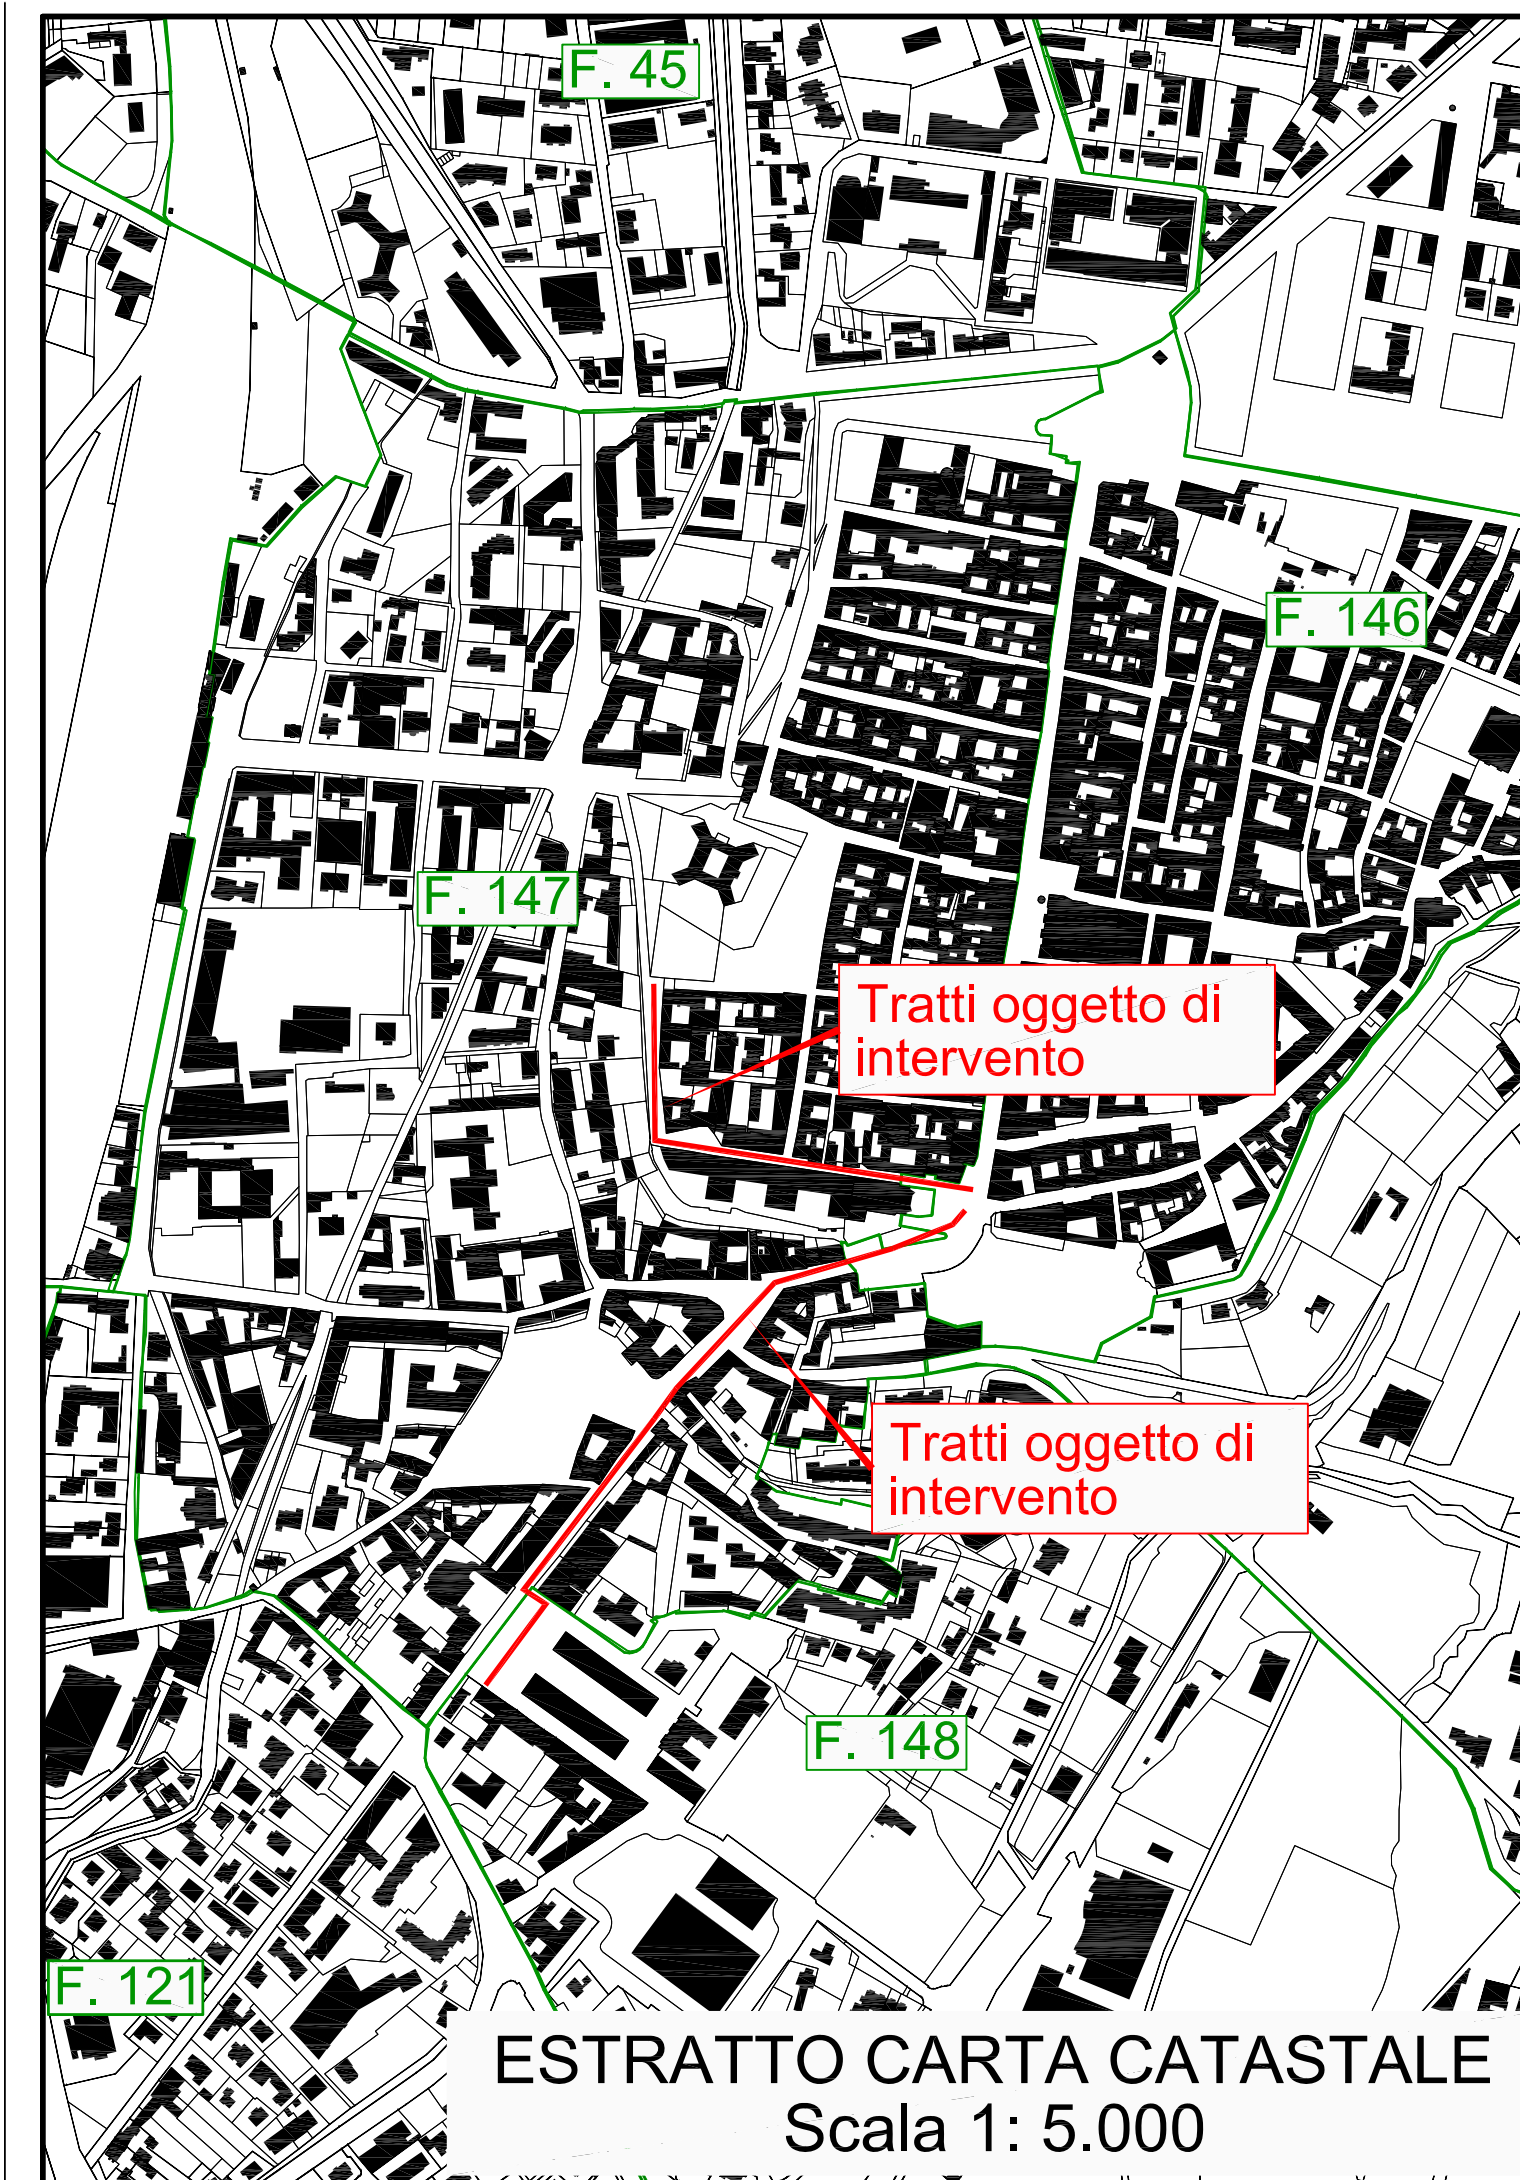 F. 45
F. 146
F. 147
Tratti oggetto di
intervento
Tratti oggetto di
intervento
F. 148
F. 121
ESTRATTO CARTA CATASTALE
Scala 1: 5.000